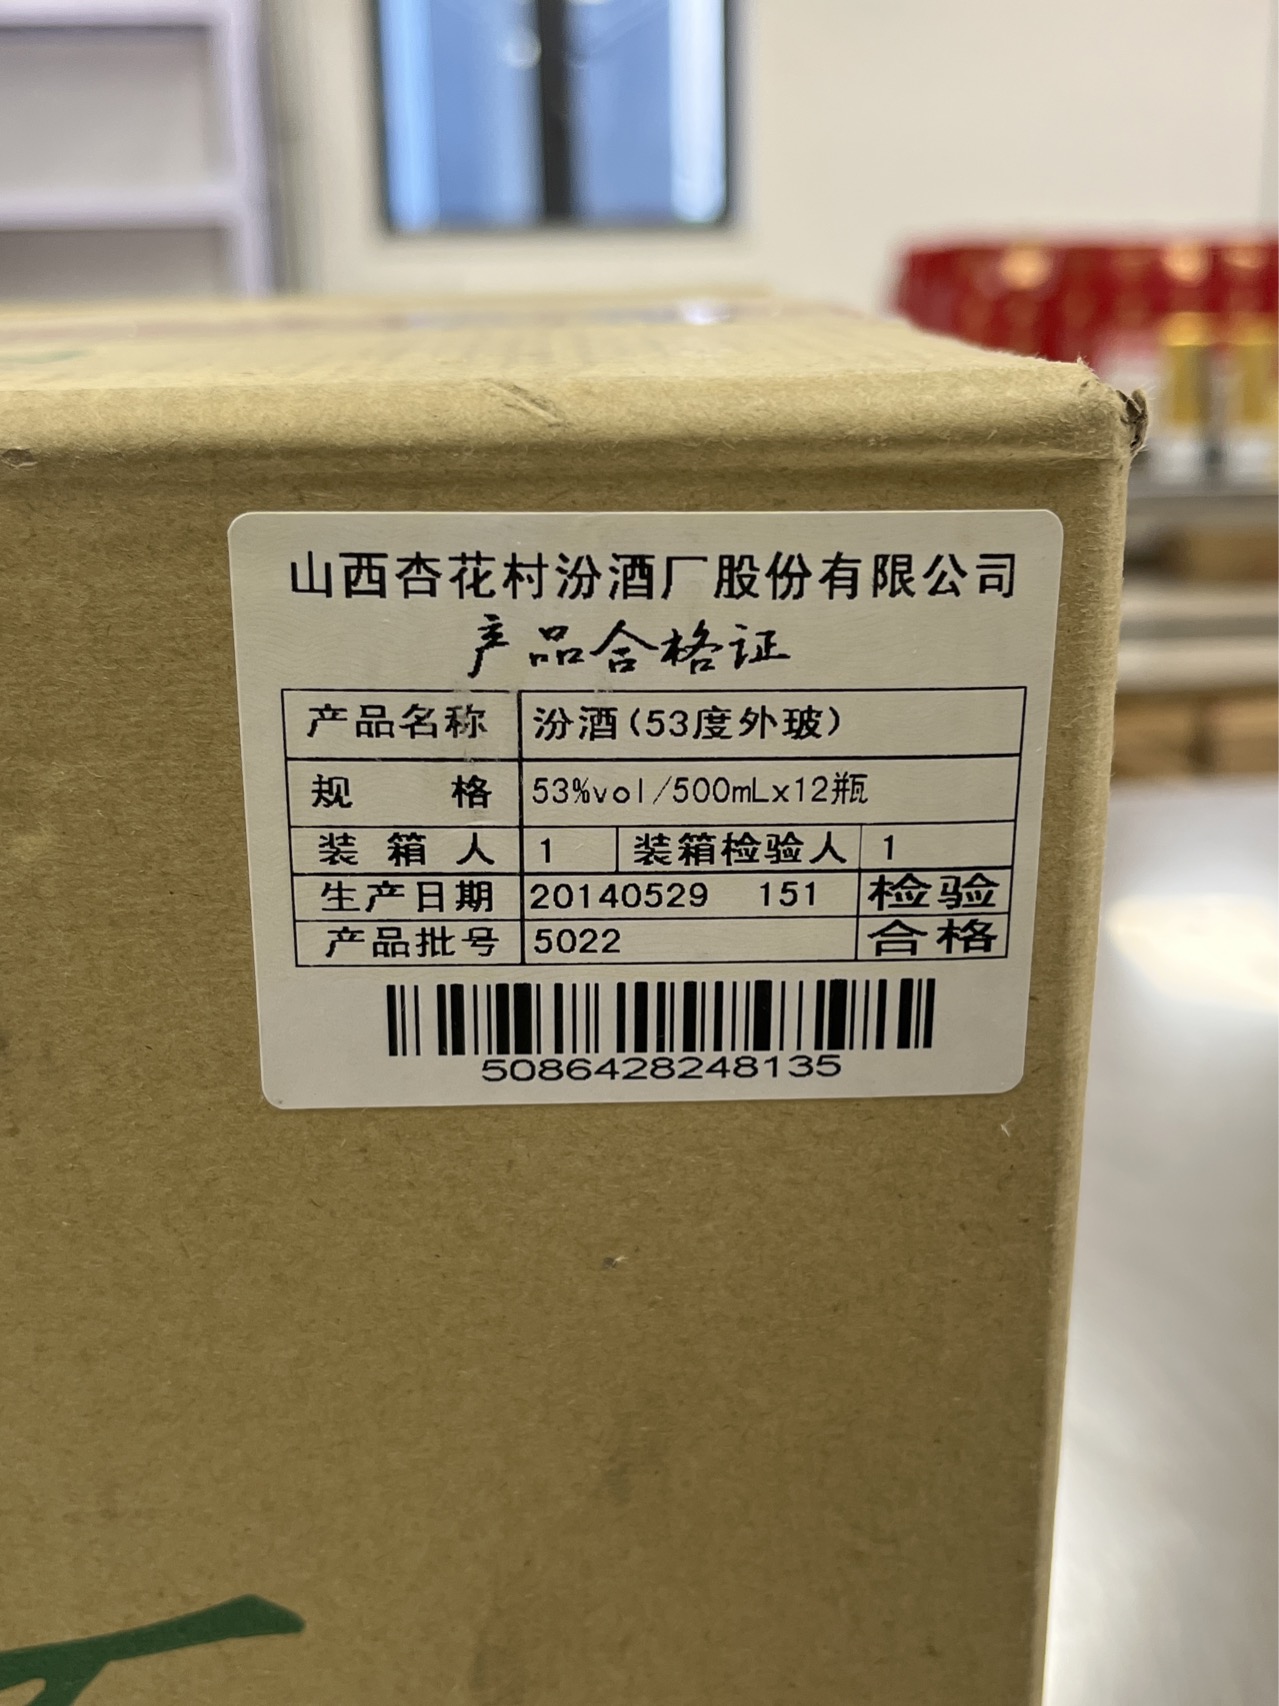 山西杏花村汾酒厂股份有限公司
产品合格证
产品名称 汾酒(53度外玻)
规 格 53%vol/500mLx12瓶
装箱人 1 装箱检验人 1
生产日期 20140529 151 检验
产品批号 5022 合格
5086428248135